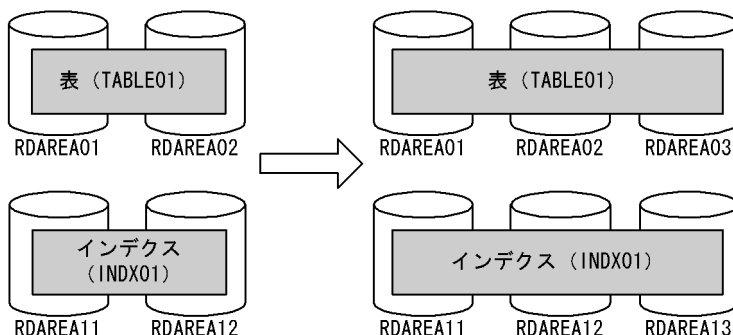 表（TABLE01）
RDAREA01 RDAREA02
表（TABLE01）
RDAREA01 RDAREA02 RDAREA03
インデクス
（INDX01）
RDAREA11 RDAREA12
インデクス（INDX01）
RDAREA11 RDAREA12 RDAREA13